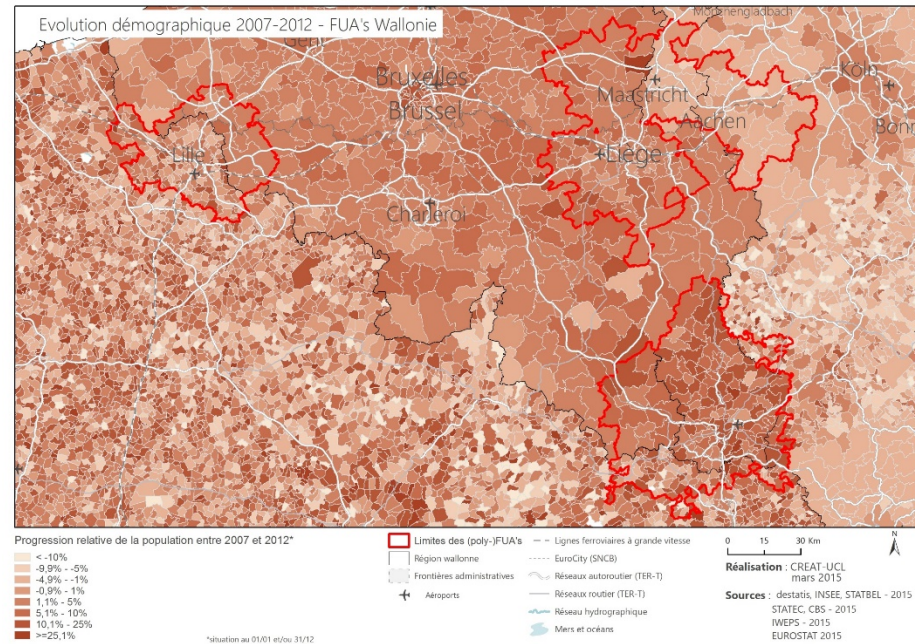 Evolution démographique 2007-2012 - FUA's Wallonie
Gent
Bruxelles
Brussel
Maastricht
Köln
Aachen
Bonn
Lille
Liège
Charleroi
Progression relative de la population entre 2007 et 2012*
< -10%
-9,9% - -5%
-4,9% - -1%
-0,9% - 1%
1,1% - 5%
5,1% - 10%
10,1% - 25%
>=25,1%
*situation au 01/01 et/ou 31/12
Limites des (poly-)FUA's
Région wallonne
Frontières administratives
Aéroports
Lignes ferroviaires à grande vitesse
EuroCity (SNCB)
Réseaux autoroutier (TER-T)
Réseaux routier (TER-T)
Réseau hydrographique
Mers et océans
0 15 30 Km
N
Réalisation : CREAT-UCL
mars 2015
Sources : destatis, INSEE, STATBEL - 2015
STATEC, CBS - 2015
IWEPS - 2015
EUROSTAT 2015